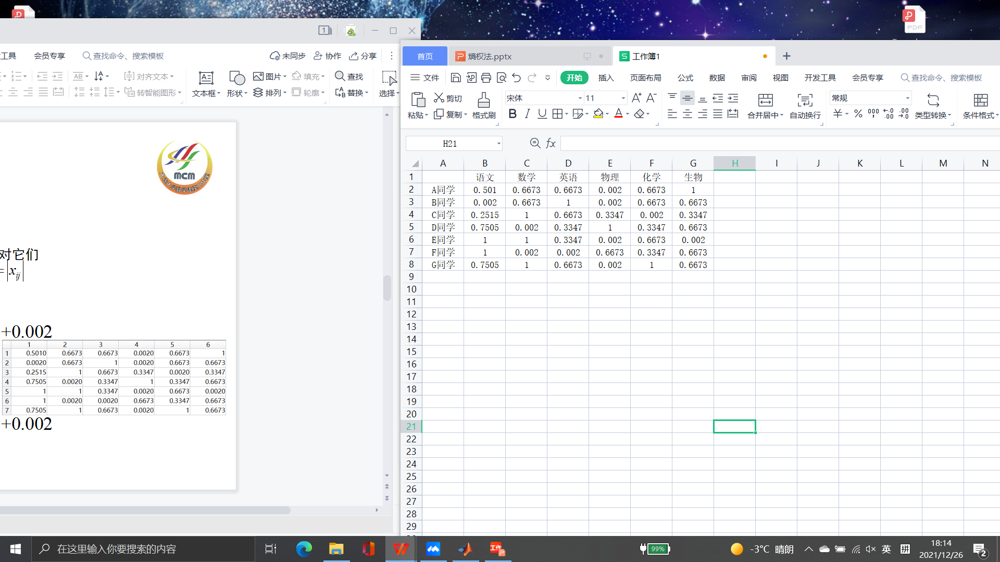 PDF
1
工具
会员专享
查找命令、搜索模板
未同步
协作
分享
对齐文本
转智能图形
文本框
形状
图片
排列
填充
轮廓
查找
替换
选择
mcm
对它们
=|xij|
+0.002
1 2 3 4 5 6
1 0.5010 0.6673 0.6673 0.0020 0.6673 1
2 0.0020 0.6673 1 0.0020 0.6673 0.6673
3 0.2515 1 0.6673 0.3347 0.0020 0.3347
4 0.7505 0.0020 0.3347 1 0.3347 0.6673
5 1 1 0.3347 0.0020 0.6673 0.0020
6 1 0.0020 0.0020 0.6673 0.3347 0.6673
7 0.7505 1 0.6673 0.0020 1 0.6673
+0.002
首页 熵权法.pptx 工作簿1
文件 开始 插入 页面布局 公式 数据 审阅 视图 开发工具 会员专享 查找命令、搜索模板
剪切 宋体 11 常规
粘贴 复制 格式刷 合并居中 自动换行 类型转换 条件格式
H21 fx
A B C D E F G H I J K L M N
1 语文 数学 英语 物理 化学 生物
2 A同学 0.501 0.6673 0.6673 0.002 0.6673 1
3 B同学 0.002 0.6673 1 0.002 0.6673 0.6673
4 C同学 0.2515 1 0.6673 0.3347 0.002 0.3347
5 D同学 0.7505 0.002 0.3347 1 0.3347 0.6673
6 E同学 1 1 0.3347 0.002 0.6673 0.002
7 F同学 1 0.002 0.002 0.6673 0.3347 0.6673
8 G同学 0.7505 1 0.6673 0.002 1 0.6673
9
10
11
12
13
14
15
16
17
18
19
20
21
22
23
24
25
26
27
28
29
在这里输入你要搜索的内容
99%
-3°C 晴朗
英
拼
18:14
2021/12/26
2